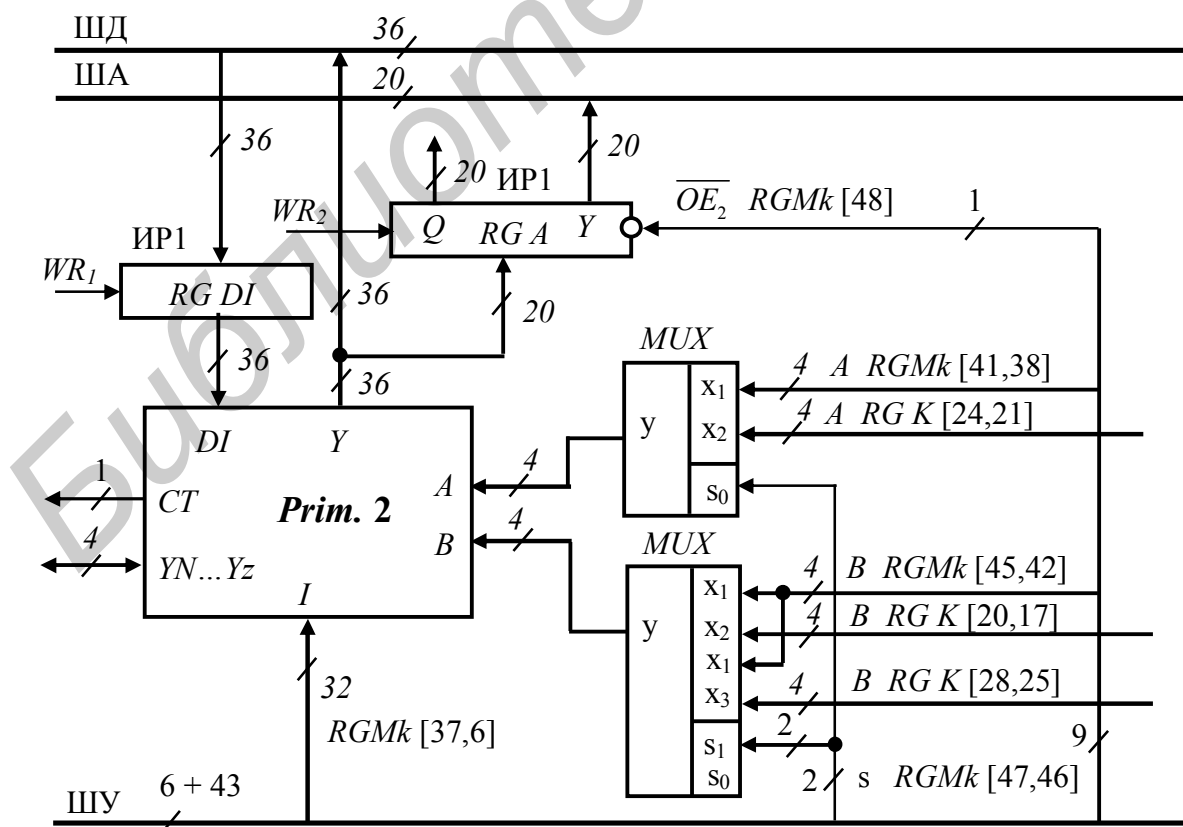 Библиоте
ШД
36
ША
20
36
20
20
ИР1
OE₂ RGMk [48]
1
WR₂
Q RG A Y
ИР1
WR₁
RG DI
36
20
36
36
MUX
4 A RGMk [41,38]
x₁
4 A RG K [24,21]
y
x₂
s₀
DI Y
1
CT
A
4
Prim. 2
B
4
MUX
4
YN...Yz
I
4 B RGMk [45,42]
x₁
4 B RG K [20,17]
y
x₂
x₁
4 B RG K [28,25]
x₃
32
RGMk [37,6]
2
s₁
s₀
9
2 s RGMk [47,46]
6 + 43
ШУ